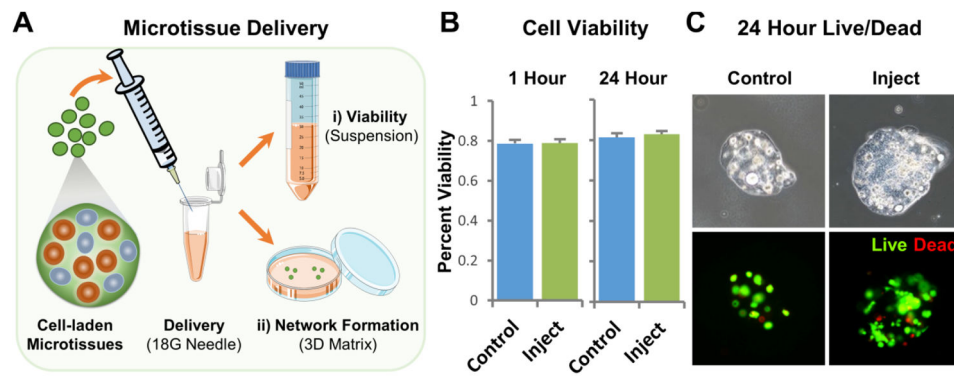 A
Microtissue Delivery
i) Viability
(Suspension)
Cell-laden
Microtissues
Delivery
(18G Needle)
ii) Network Formation
(3D Matrix)
B
Cell Viability
1 Hour
24 Hour
Percent Viability
1
0.8
0.6
0.4
0.2
0
Control
Inject
Control
Inject
C
24 Hour Live/Dead
Control
Inject
Live Dead